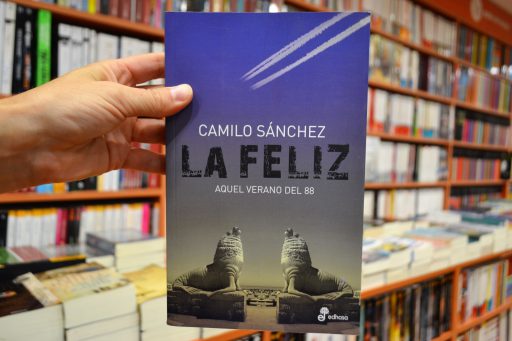 CAMILO SÁNCHEZ
LA FELIZ
AQUEL VERANO DEL 88
edhasa